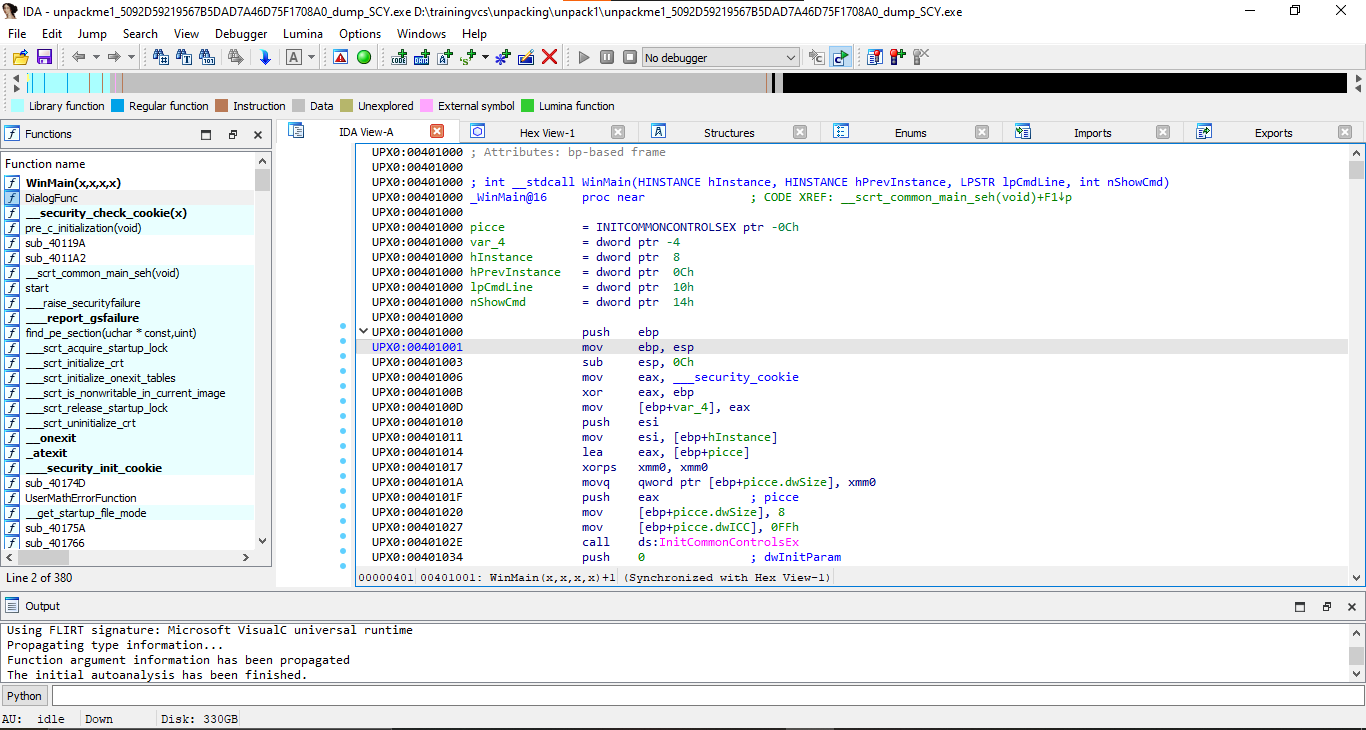 IDA - unpackme1_5092D59219567B5DAD7A46D75F1708A0_dump_SCY.exe D:\trainingvcs\unpacking\unpack1\unpackme1_5092D59219567B5DAD7A46D75F1708A0_dump_SCY.exe
File Edit Jump Search View Debugger Lumina Options Windows Help
No debugger
Library function Regular function Instruction Data Unexplored External symbol Lumina function
Functions
IDA View-A Hex View-1 Structures Enums Imports Exports
Function name
WinMain(x,x,x,x)
DialogFunc
__security_check_cookie(x)
pre_c_initialization(void)
sub_40119A
sub_4011A2
__scrt_common_main_seh(void)
start
___raise_securityfailure
___report_gsfailure
find_pe_section(uchar * const,uint)
___scrt_acquire_startup_lock
___scrt_initialize_crt
___scrt_initialize_onexit_tables
___scrt_is_nonwritable_in_current_image
___scrt_release_startup_lock
___scrt_uninitialize_crt
__onexit
_atexit
___security_init_cookie
sub_40174D
UserMathErrorFunction
__get_startup_file_mode
sub_40175A
sub_401766
Line 2 of 380
UPX0:00401000 ; Attributes: bp-based frame
UPX0:00401000
UPX0:00401000 ; int __stdcall WinMain(HINSTANCE hInstance, HINSTANCE hPrevInstance, LPSTR lpCmdLine, int nShowCmd)
UPX0:00401000 _WinMain@16 proc near ; CODE XREF: __scrt_common_main_seh(void)+F1↓p
UPX0:00401000
UPX0:00401000 picce = INITCOMMONCONTROLSEX ptr -0Ch
UPX0:00401000 var_4 = dword ptr -4
UPX0:00401000 hInstance = dword ptr 8
UPX0:00401000 hPrevInstance = dword ptr 0Ch
UPX0:00401000 lpCmdLine = dword ptr 10h
UPX0:00401000 nShowCmd = dword ptr 14h
UPX0:00401000
UPX0:00401000 push ebp
UPX0:00401001 mov ebp, esp
UPX0:00401003 sub esp, 0Ch
UPX0:00401006 mov eax, ___security_cookie
UPX0:0040100B xor eax, ebp
UPX0:0040100D mov [ebp+var_4], eax
UPX0:00401010 push esi
UPX0:00401011 mov esi, [ebp+hInstance]
UPX0:00401014 lea eax, [ebp+picce]
UPX0:00401017 xorps xmm0, xmm0
UPX0:0040101A movq qword ptr [ebp+picce.dwSize], xmm0
UPX0:0040101F push eax ; picce
UPX0:00401020 mov [ebp+picce.dwSize], 8
UPX0:00401027 mov [ebp+picce.dwICC], 0FFh
UPX0:0040102E call ds:InitCommonControlsEx
UPX0:00401034 push 0 ; dwInitParam
00000401 00401001: WinMain(x,x,x,x)+1 (Synchronized with Hex View-1)
Output
Using FLIRT signature: Microsoft VisualC universal runtime
Propagating type information...
Function argument information has been propagated
The initial autoanalysis has been finished.
Python
AU: idle Down Disk: 330GB